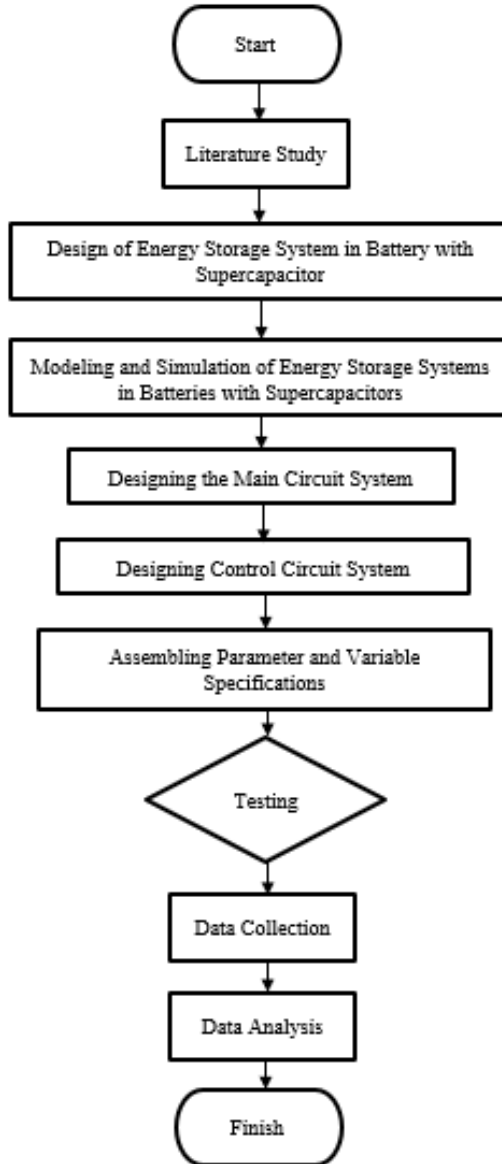 Start
Literature Study
Design of Energy Storage System in Battery with
Supercapacitor
Modeling and Simulation of Energy Storage Systems
in Batteries with Supercapacitors
Designing the Main Circuit System
Designing Control Circuit System
Assembling Parameter and Variable
Specifications
Testing
Data Collection
Data Analysis
Finish